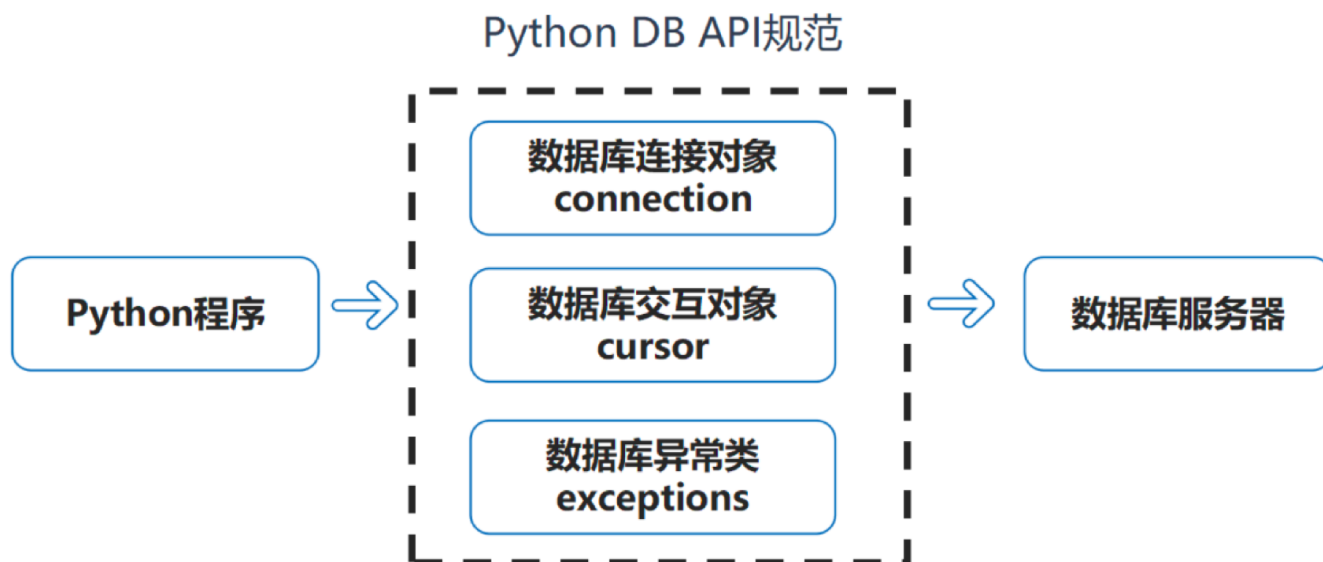 Python DB API规范
数据库连接对象
connection
Python程序
数据库交互对象
cursor
数据库服务器
数据库异常类
exceptions